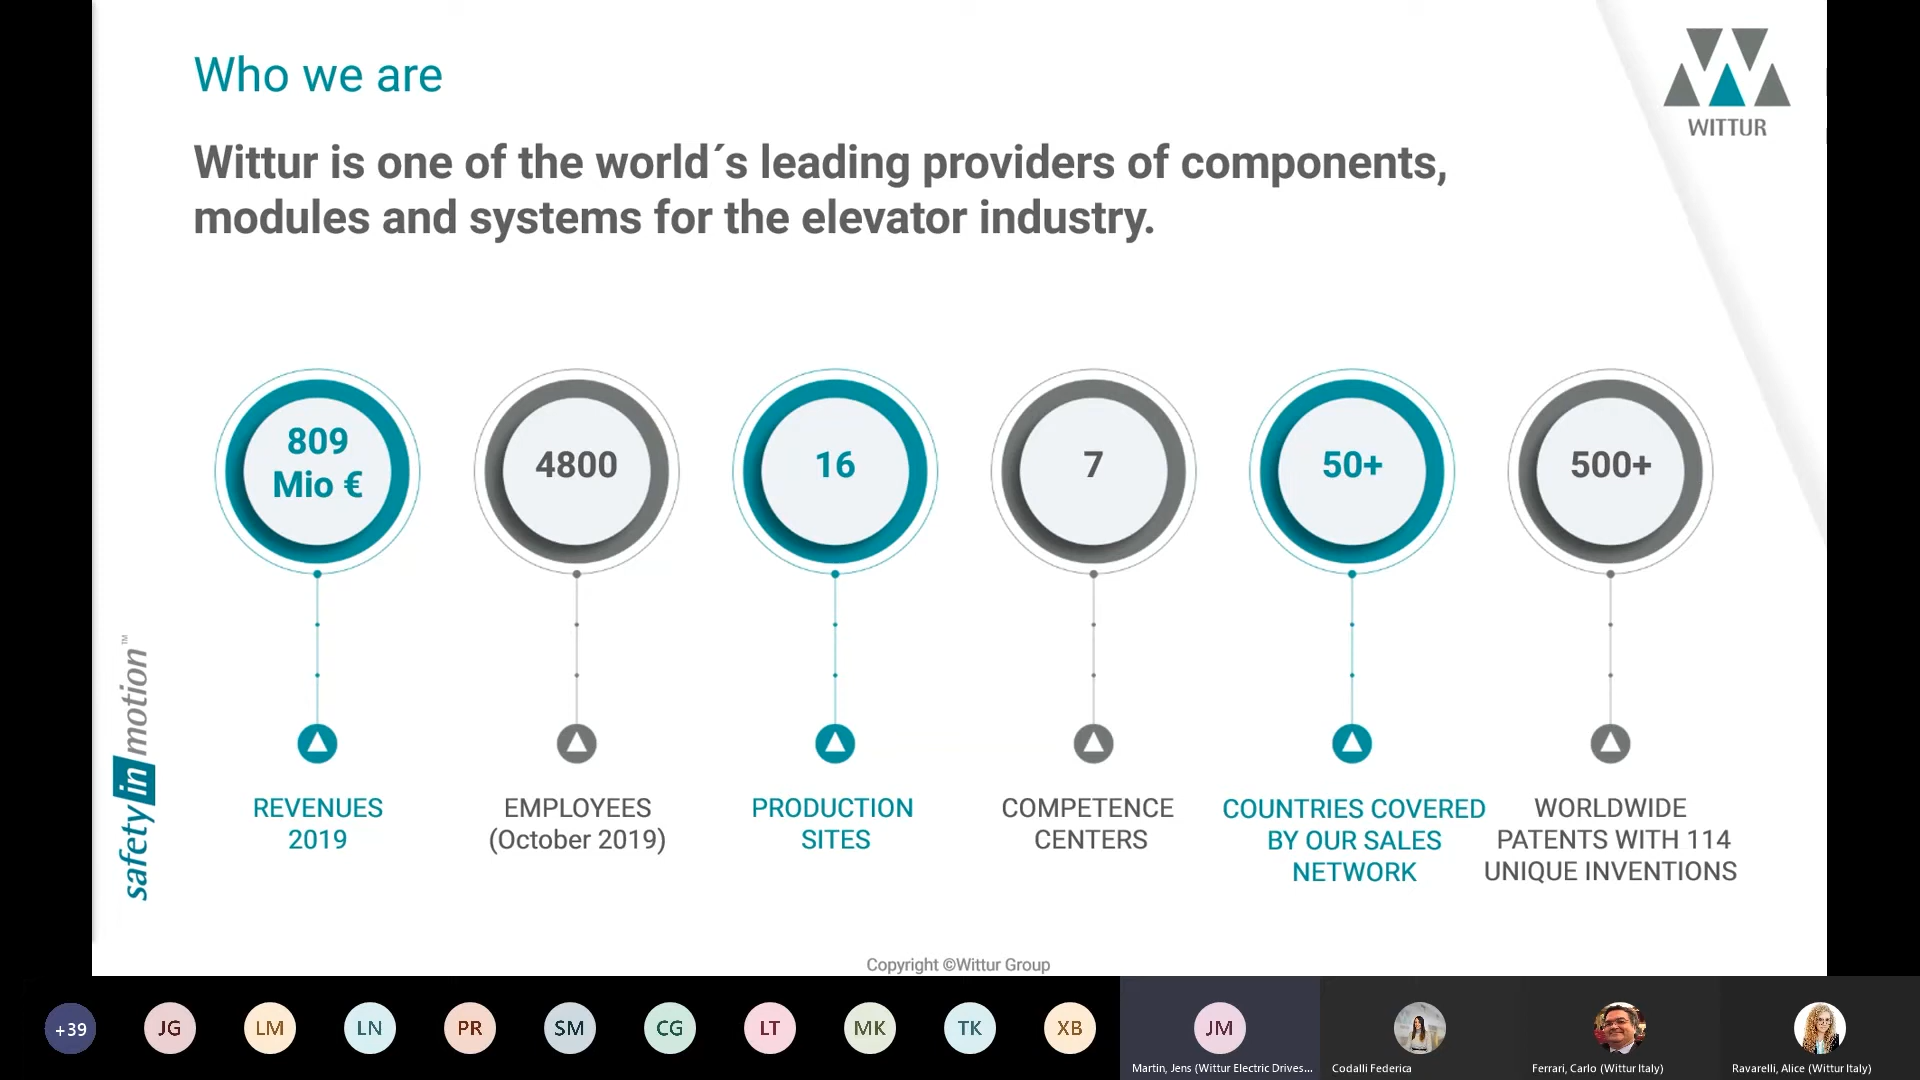 Who we are
WITTUR
Wittur is one of the world´s leading providers of components,
modules and systems for the elevator industry.
809
Mio €
4800
16
7
50+
500+
REVENUES
2019
EMPLOYEES
(October 2019)
PRODUCTION
SITES
COMPETENCE
CENTERS
COUNTRIES COVERED
BY OUR SALES
NETWORK
WORLDWIDE
PATENTS WITH 114
UNIQUE INVENTIONS
safety in motion™
Copyright ©Wittur Group
+39
JG
LM
LN
PR
SM
CG
LT
MK
TK
XB
JM
Martin, Jens (Wittur Electric Drives...
Codalli Federica
Ferrari, Carlo (Wittur Italy)
Ravarelli, Alice (Wittur Italy)